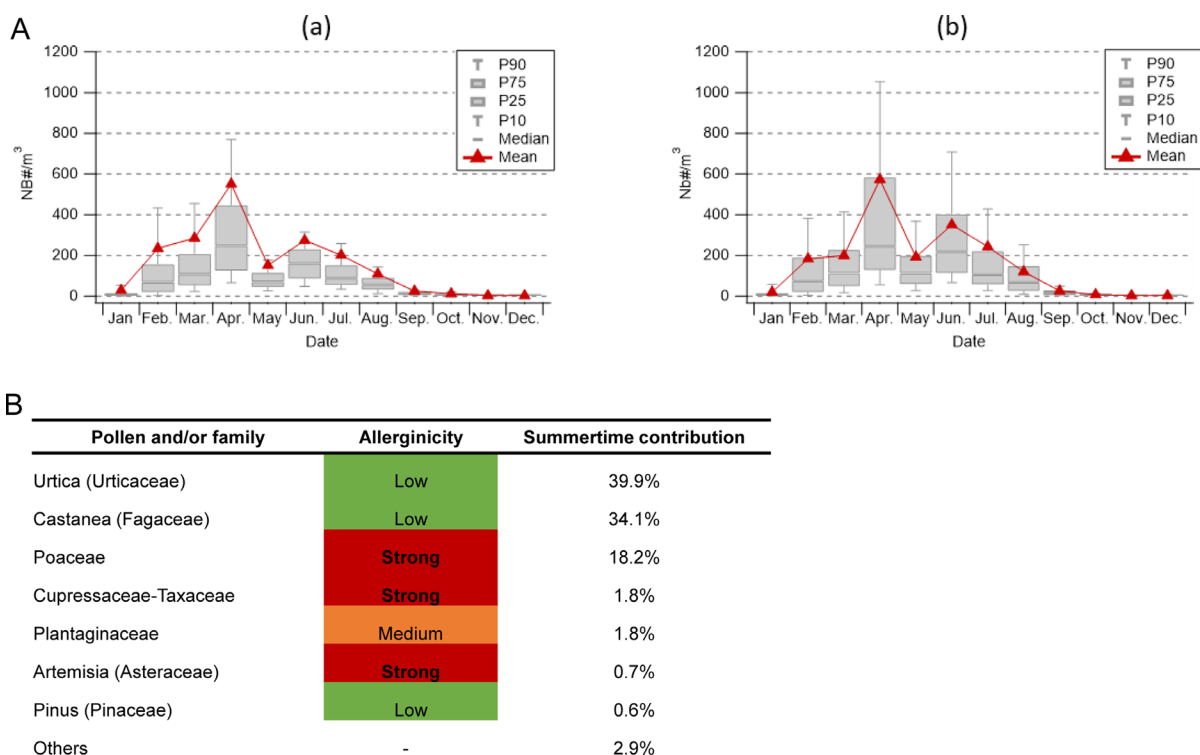 A
(a)
1200
1000
800
600
400
200
0
NB#/m3
P90
P75
P25
P10
Median
Mean
Jan Feb. Mar. Apr. May Jun. Jul. Aug. Sep. Oct. Nov. Dec.
Date
(b)
1200
1000
800
600
400
200
0
Nb#/m3
P90
P75
P25
P10
Median
Mean
Jan Feb. Mar. Apr. May Jun. Jul. Aug. Sep. Oct. Nov. Dec.
Date
B
Pollen and/or family Allerginicity Summertime contribution
Urtica (Urticaceae) Low 39.9%
Castanea (Fagaceae) Low 34.1%
Poaceae Strong 18.2%
Cupressaceae-Taxaceae Strong 1.8%
Plantaginaceae Medium 1.8%
Artemisia (Asteraceae) Strong 0.7%
Pinus (Pinaceae) Low 0.6%
Others - 2.9%